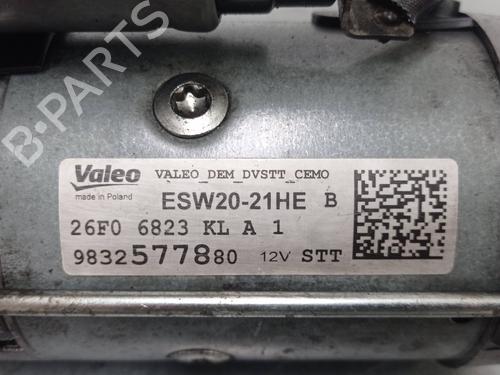 B-PARTS
Valeo VALEO_DEM_DVSTT_CEMO
made in Poland ESW20-21HE B
26F0 6823 KL A 1
9832577880 12V STT